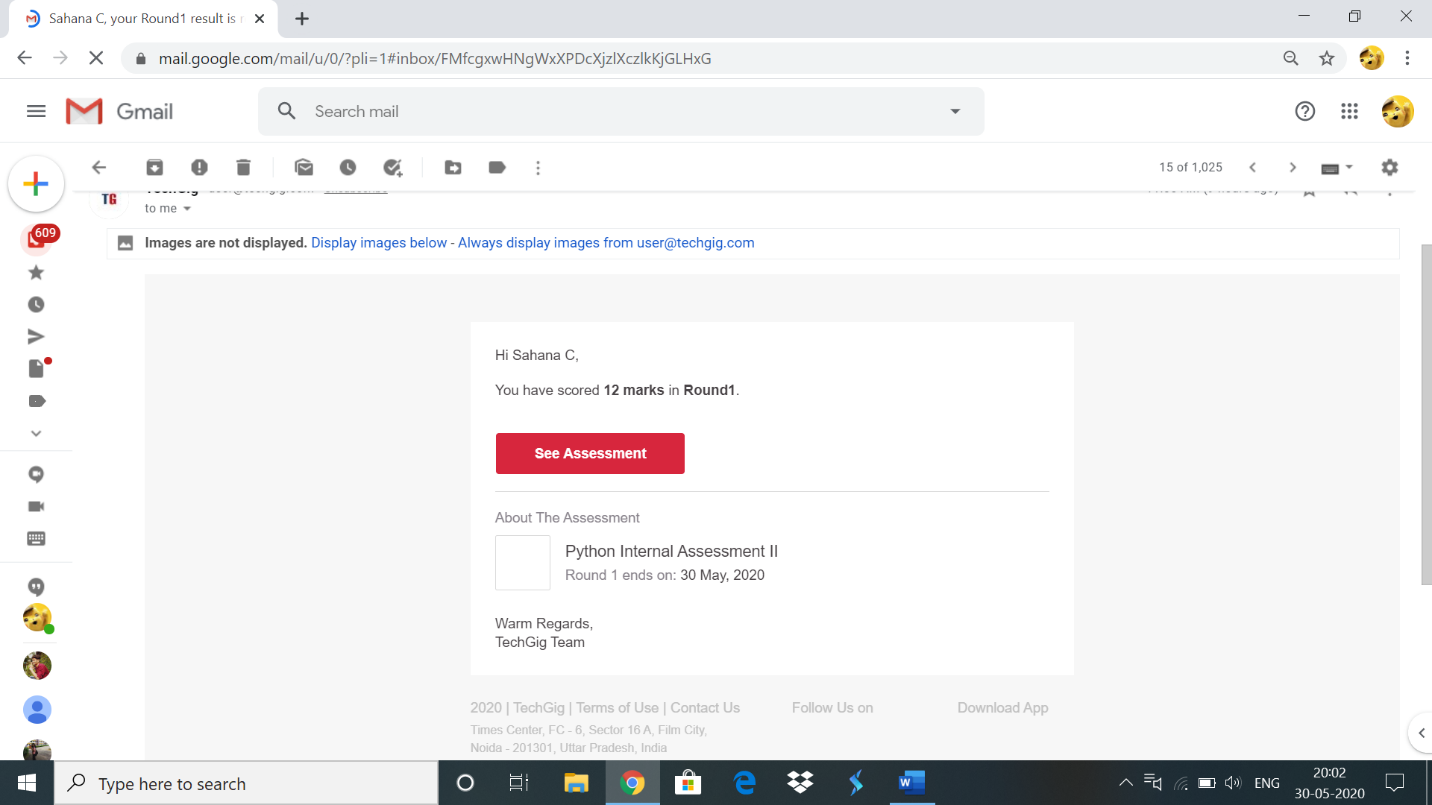 Sahana C, your Round1 result is
mail.google.com/mail/u/0/?pli=1#inbox/FMfcgxwHNgWxXPDcXjzlXczlkKjGLHxG
Gmail
Search mail
15 of 1,025
TG
to me
609
Images are not displayed. Display images below - Always display images from user@techgig.com
Hi Sahana C,
You have scored 12 marks in Round1.
See Assessment
About The Assessment
Python Internal Assessment II
Round 1 ends on: 30 May, 2020
Warm Regards,
TechGig Team
2020 | TechGig | Terms of Use | Contact Us
Follow Us on
Download App
Times Center, FC - 6, Sector 16 A, Film City,
Noida - 201301, Uttar Pradesh, India
Type here to search
ENG
20:02
30-05-2020